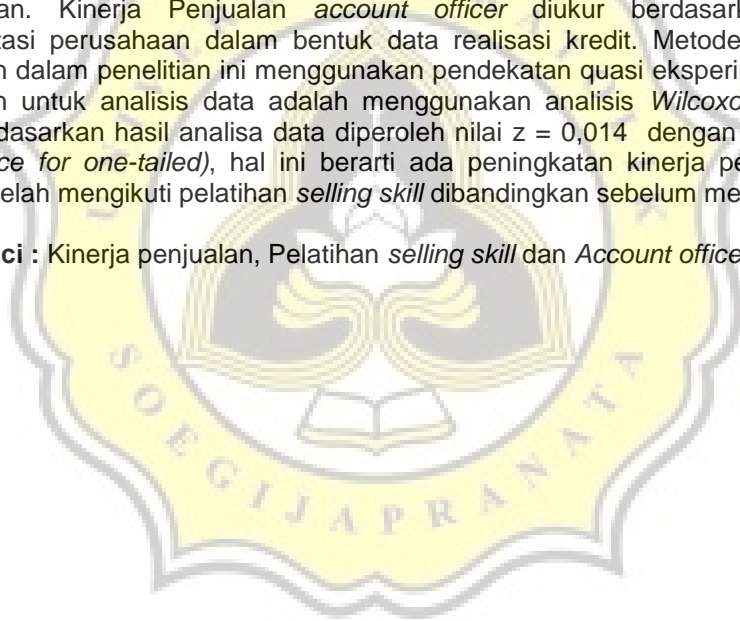 an. Kinerja Penjualan account officer diukur berdasark
tasi perusahaan dalam bentuk data realisasi kredit. Metode
n dalam penelitian ini menggunakan pendekatan quasi eksperi
n untuk analisis data adalah menggunakan analisis Wilcoxo
dasarkan hasil analisa data diperoleh nilai z = 0,014 dengan
ce for one-tailed), hal ini berarti ada peningkatan kinerja pe
elah mengikuti pelatihan selling skill dibandingkan sebelum me
ci : Kinerja penjualan, Pelatihan selling skill dan Account office
SOEGIJAPRANATA